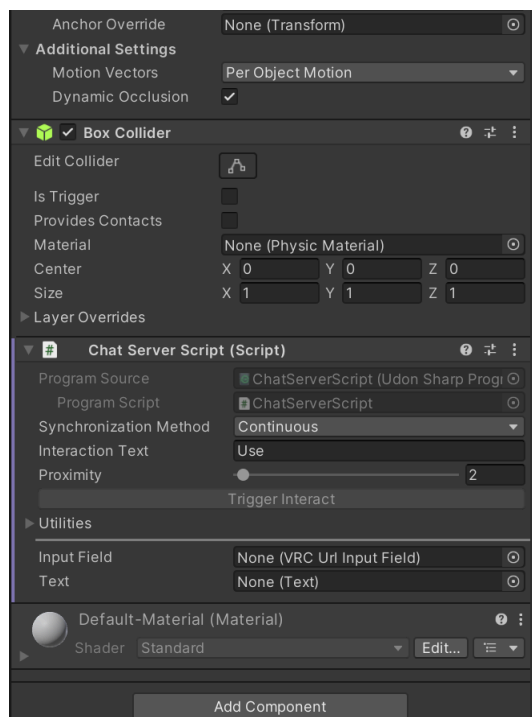 Anchor Override None (Transform)
Additional Settings
Motion Vectors Per Object Motion
Dynamic Occlusion
Box Collider
Edit Collider
Is Trigger
Provides Contacts
Material None (Physic Material)
Center X 0 Y 0 Z 0
Size X 1 Y 1 Z 1
Layer Overrides
# Chat Server Script (Script)
Program Source ChatServerScript (Udon Sharp Progr
Program Script ChatServerScript
Synchronization Method Continuous
Interaction Text Use
Proximity 2
Trigger Interact
Utilities
Input Field None (VRC Url Input Field)
Text None (Text)
Default-Material (Material)
Shader Standard Edit...
Add Component